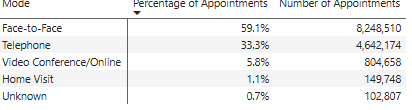 Mode Percentage of Appointments Number of Appointments
Face-to-Face 59.1% 8,248,510
Telephone 33.3% 4,642,174
Video Conference/Online 5.8% 804,658
Home Visit 1.1% 149,748
Unknown 0.7% 102,807